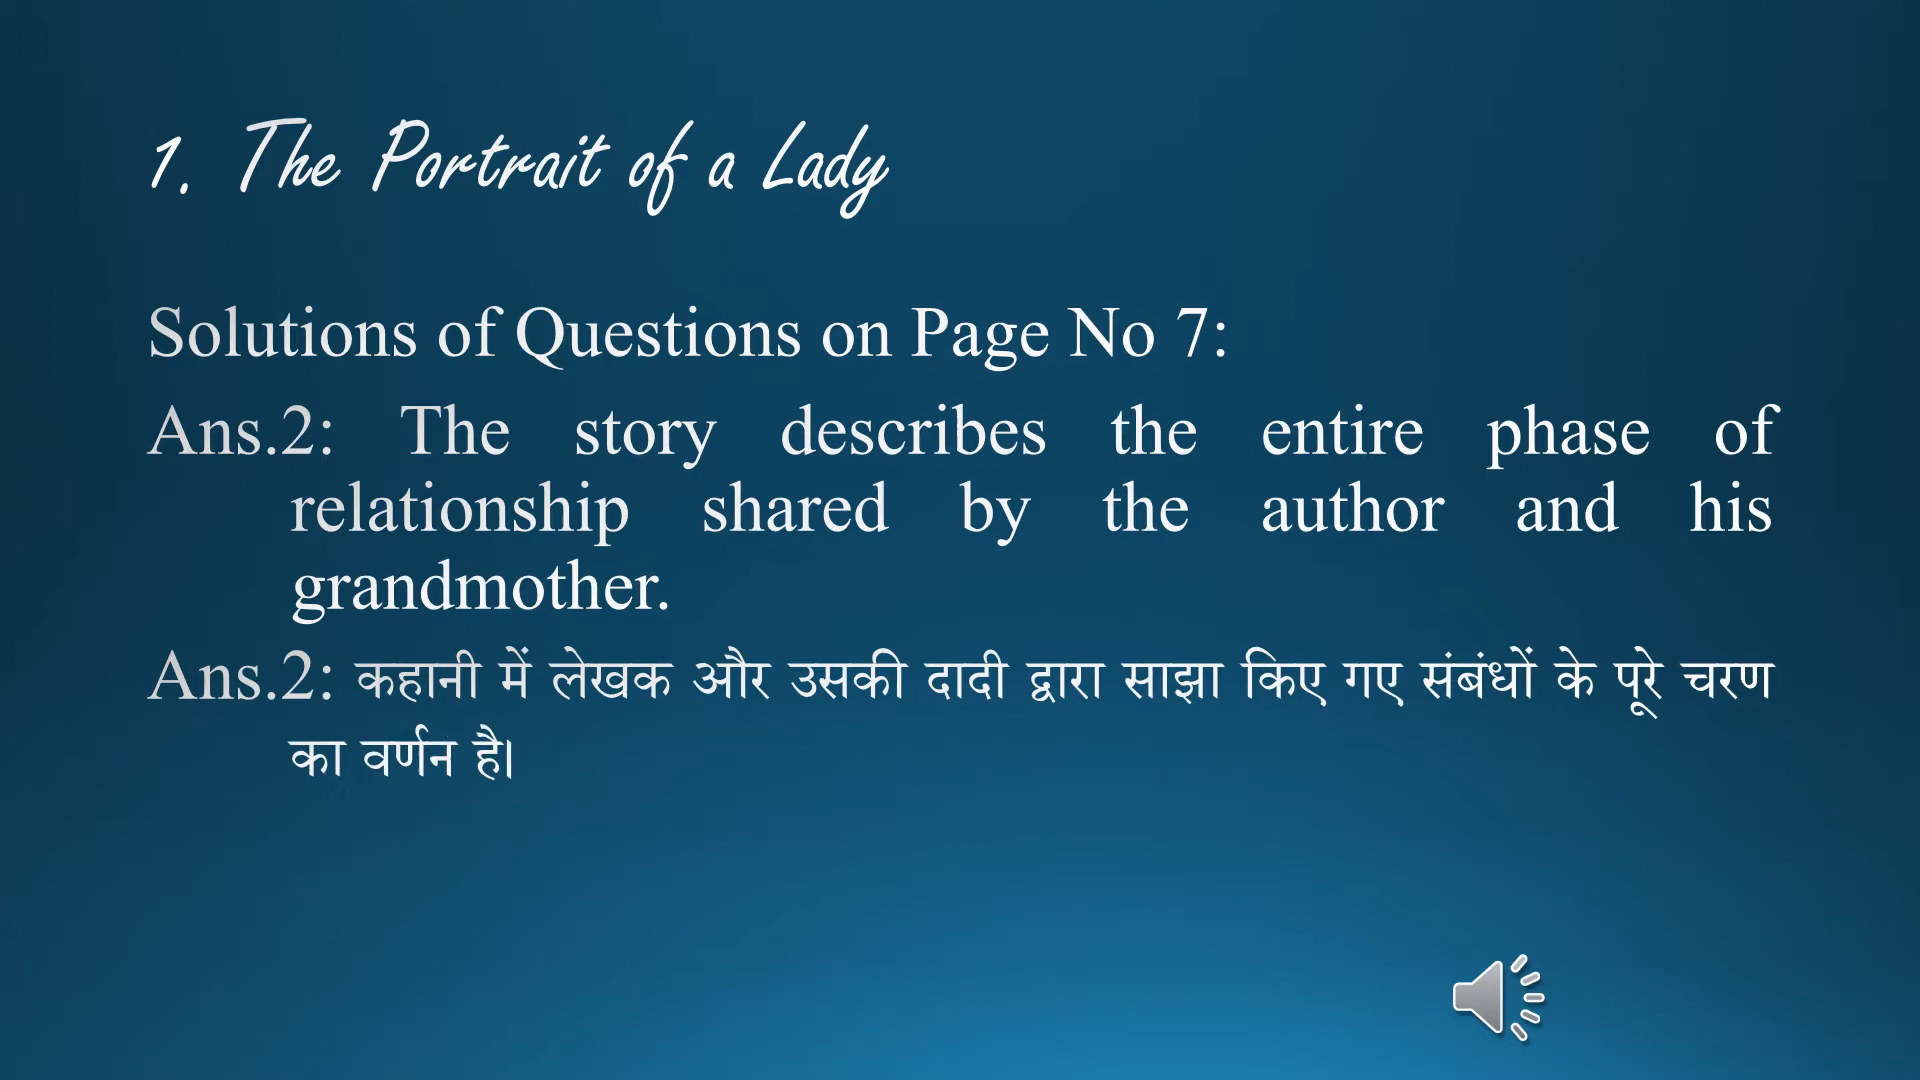 1. The Portrait of a Lady
Solutions of Questions on Page No 7:
Ans.2: The story describes the entire phase of
relationship shared by the author and his
grandmother.
Ans.2: कहानी में लेखक और उसकी दादी द्वारा साझा किए गए संबंधों के पूरे चरण
का वर्णन है।